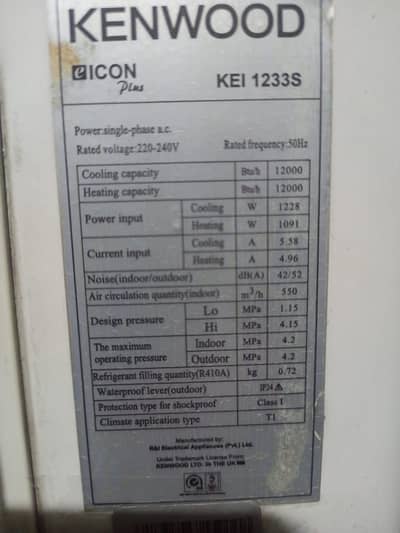 KENWOOD
eICON
Plus
KEI 1233S
Power:single-phase a.c.
Rated voltage:220-240V Rated frequency:50Hz
Cooling capacity Btu/h 12000
Heating capacity Btu/h 12000
Power input Cooling W 1228
Heating W 1091
Current input Cooling A 5.58
Heating A 4.96
Noise(indoor/outdoor) dB(A) 42/52
Air circulation quantity(indoor) m³/h 550
Design pressure Lo MPa 1.15
Hi MPa 4.15
The maximum operating pressure Indoor MPa 4.2
Outdoor MPa 4.2
Refrigerant filling quantity(R410A) kg 0.72
Waterproof lever(outdoor) IP24
Protection type for shockproof Class I
Climate application type T1
Manufactured by:
R&I Electrical Appliances (Pvt.) Ltd.
Under Trademark License From:
KENWOOD LTD. In THE UK